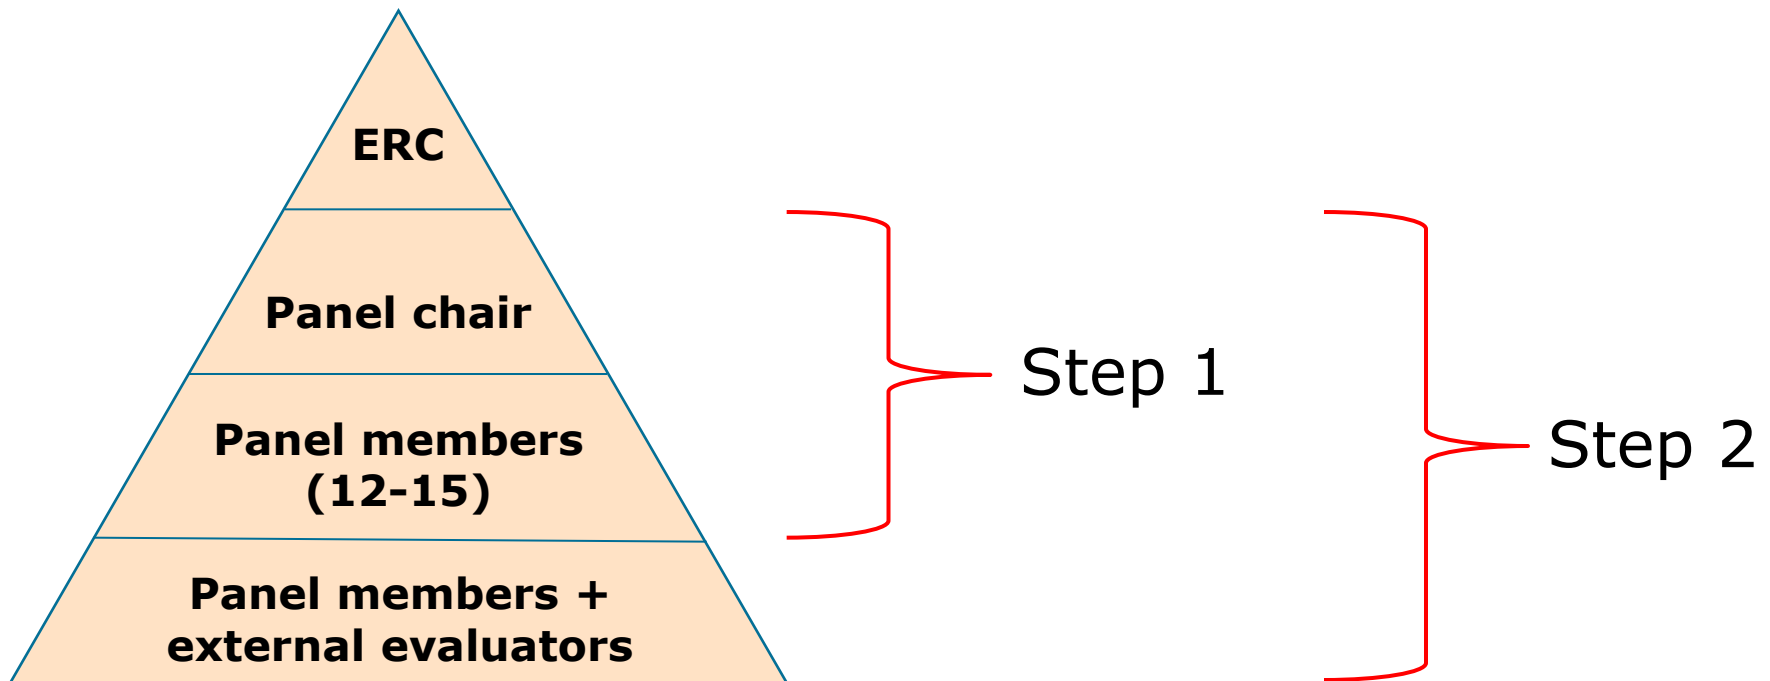 ERC
Panel chair
Panel members
(12-15)
Panel members +
external evaluators
Step 1
Step 2